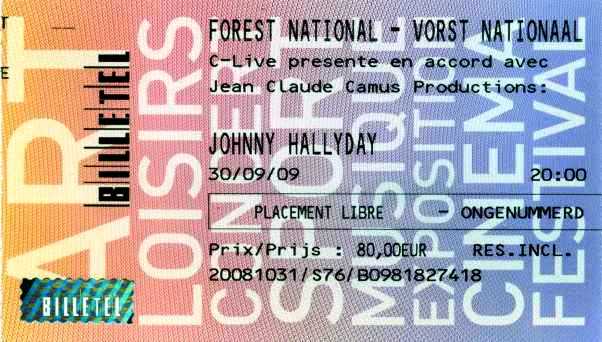 FOREST NATIONAL - VORST NATIONAAL
C-Live presente en accord avec
Jean Claude Camus Productions:
JOHNNY HALLYDAY
30/09/09 20:00
PLACEMENT LIBRE - ONGENUMMERD
Prix/Prijs : 80,00EUR RES.INCL.
20081031/S76/B0981827418
BILLETEL
BILLETEL
ART
LOISIRS
CONCERT
SPORT
MUSIQUE
EXPOSITION
CINEMA
FESTIVAL
T
E